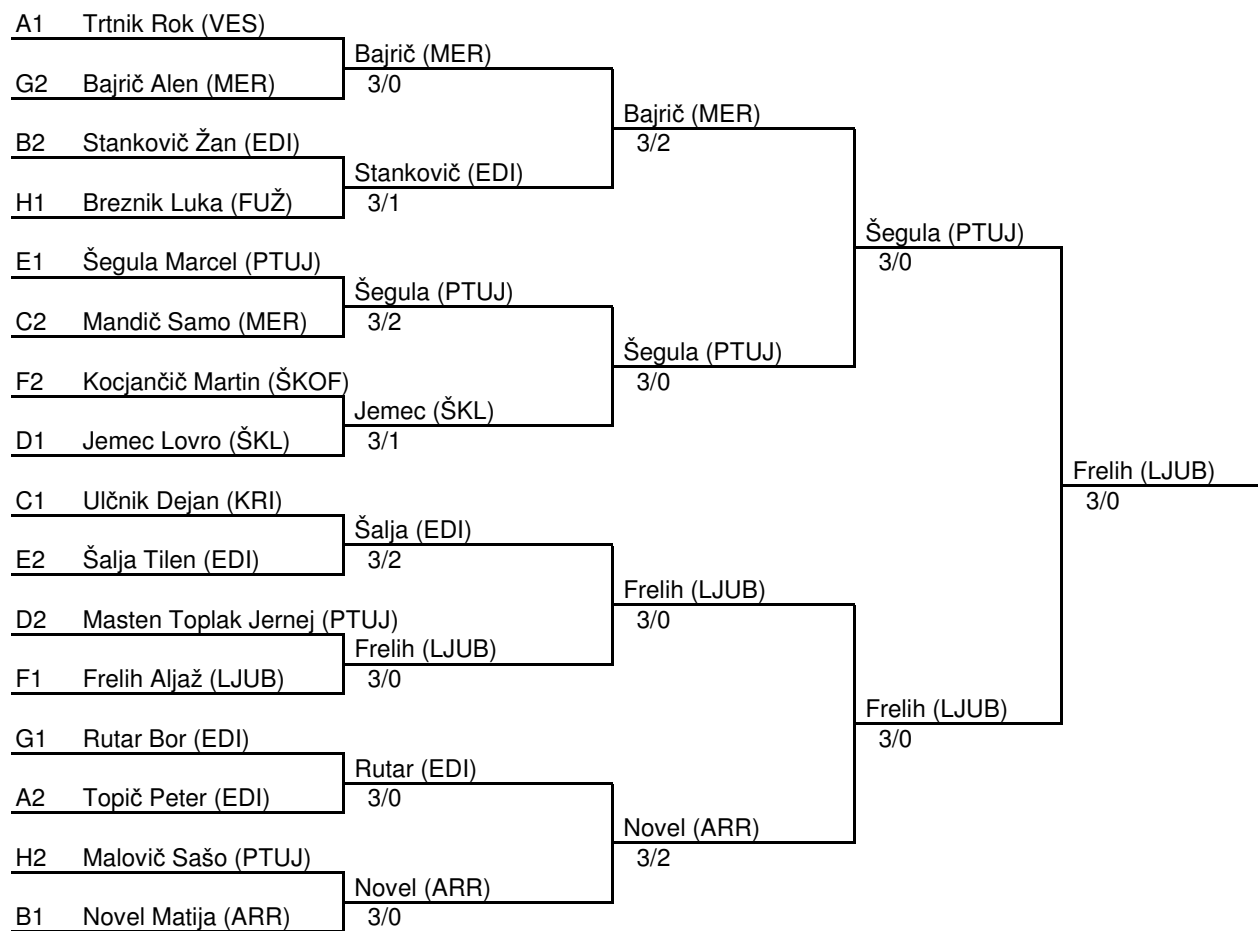 A1 Trtnik Rok (VES)
Bajrič (MER)
G2 Bajrič Alen (MER) 3/0
Bajrič (MER)
B2 Stankovič Žan (EDI) 3/2
Stankovič (EDI)
H1 Breznik Luka (FUŽ) 3/1
Šegula (PTUJ)
E1 Šegula Marcel (PTUJ) 3/0
Šegula (PTUJ)
C2 Mandič Samo (MER) 3/2
Šegula (PTUJ)
F2 Kocjančič Martin (ŠKOF) 3/0
Jemec (ŠKL)
D1 Jemec Lovro (ŠKL) 3/1
Frelih (LJUB)
C1 Ulčnik Dejan (KRI) 3/0
Šalja (EDI)
E2 Šalja Tilen (EDI) 3/2
Frelih (LJUB)
D2 Masten Toplak Jernej (PTUJ) 3/0
Frelih (LJUB)
F1 Frelih Aljaž (LJUB) 3/0
Frelih (LJUB)
G1 Rutar Bor (EDI) 3/0
Rutar (EDI)
A2 Topič Peter (EDI) 3/0
Novel (ARR)
H2 Malovič Sašo (PTUJ) 3/2
Novel (ARR)
B1 Novel Matija (ARR) 3/0